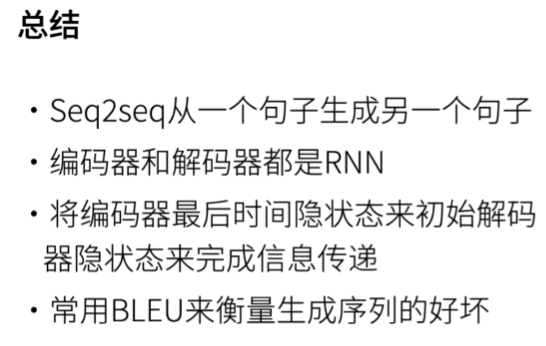 总结
• Seq2seq从一个句子生成另一个句子
• 编码器和解码器都是RNN
• 将编码器最后时间隐状态来初始解码
器隐状态来完成信息传递
• 常用BLEU来衡量生成序列的好坏